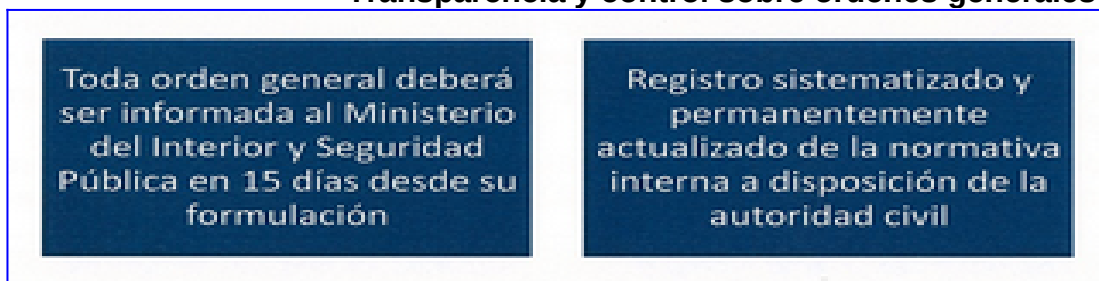 Transparencia y control sobre órdenes generales
Toda orden general deberá
ser informada al Ministerio
del Interior y Seguridad
Pública en 15 días desde su
formulación
Registro sistematizado y
permanentemente
actualizado de la normativa
interna a disposición de la
autoridad civil